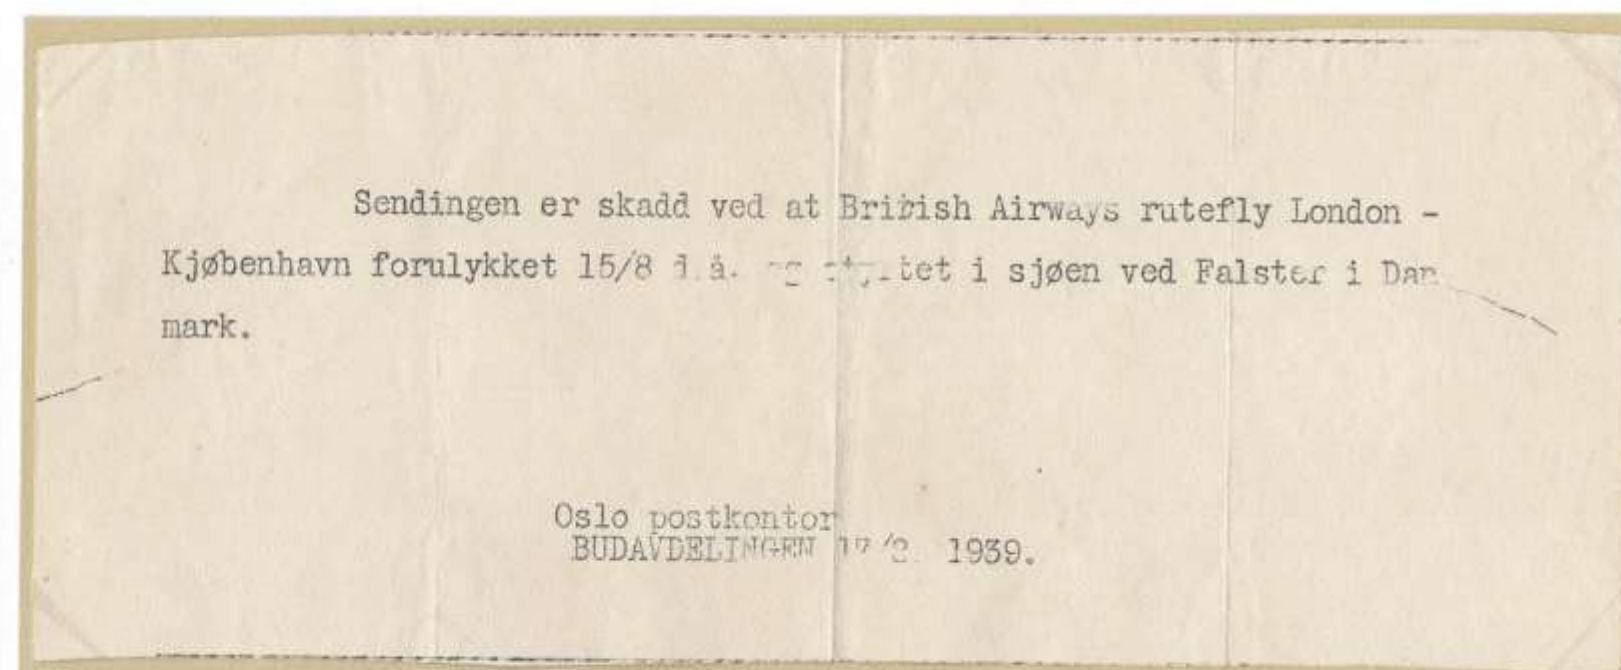 Sendingen er skadd ved at British Airways rutefly London -
Kjøbenhavn forulykket 15/8 d.å. og styrtet i sjøen ved Falster i Dan
mark.
Oslo postkontor
BUDAVDELINGEN 1939.